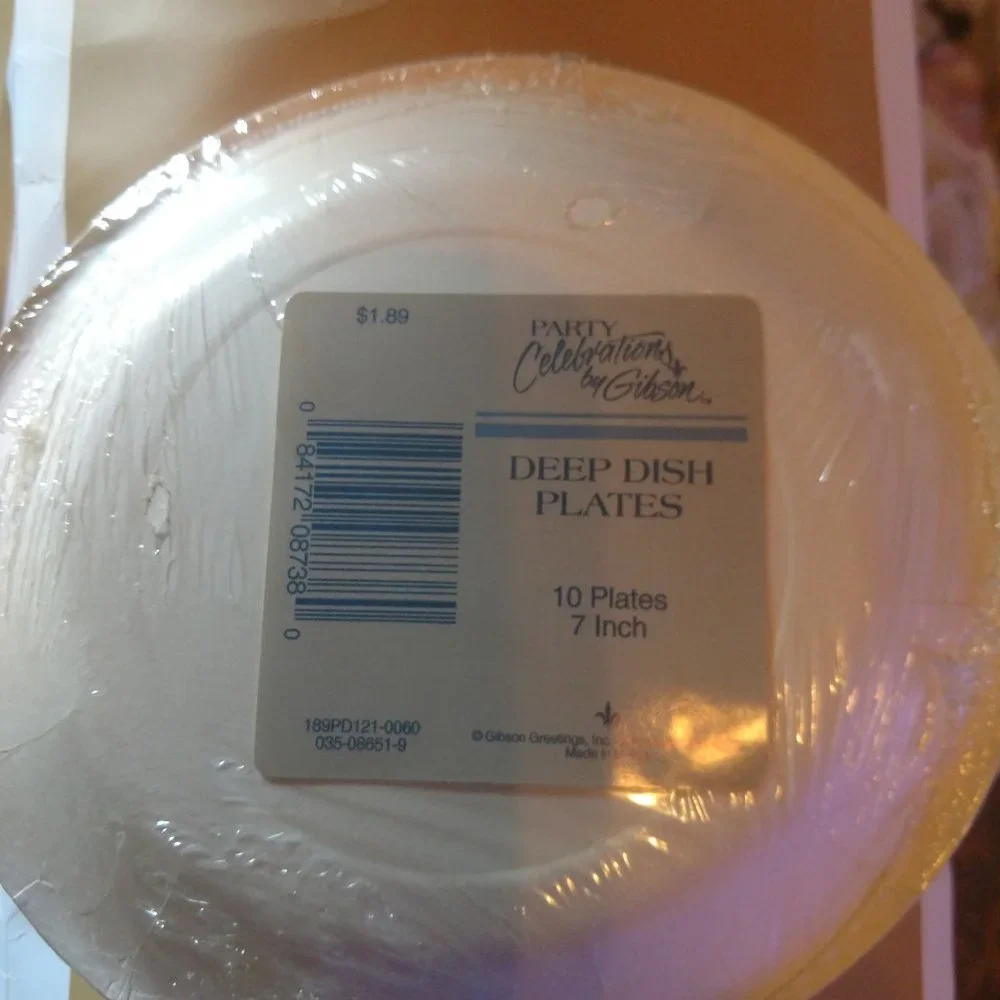 $1.89
PARTY
Celebrations
by Gibson
DEEP DISH
PLATES
10 Plates
7 Inch
0 84172 08738 0
189PD121-0060
035-08651-9
© Gibson Greetings, Inc
Made